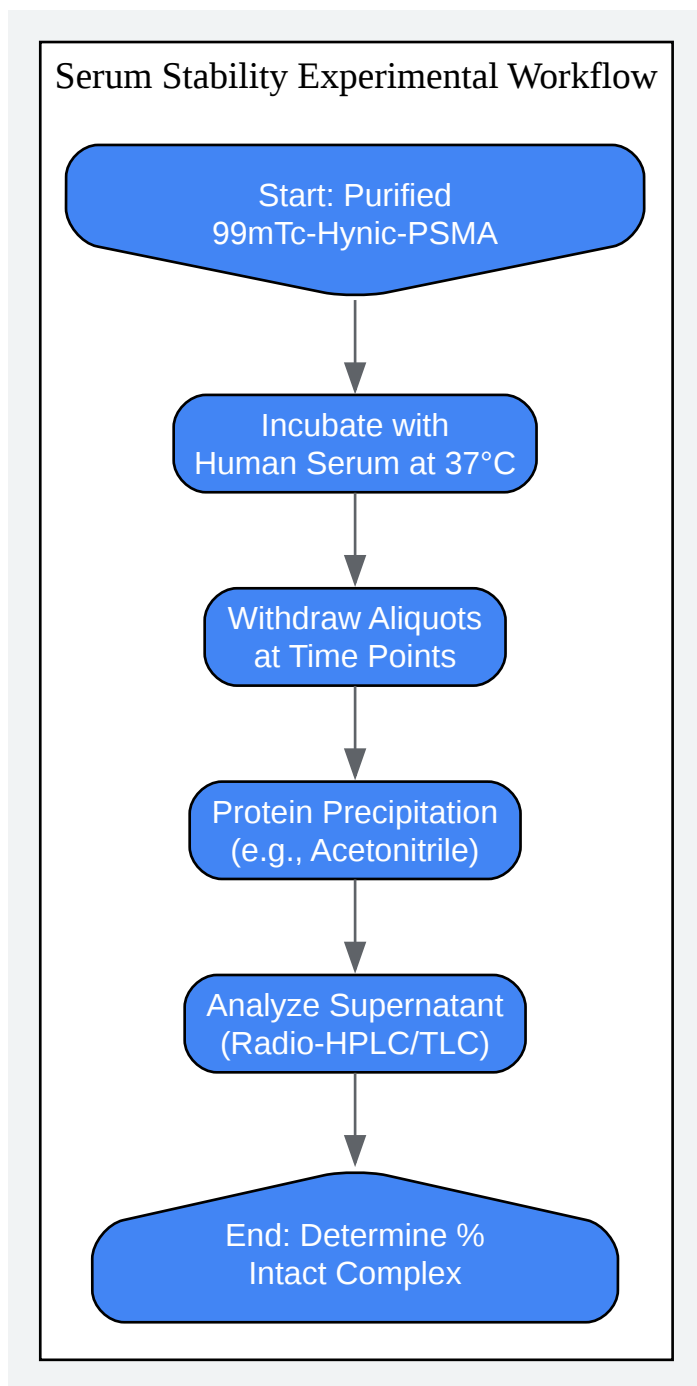 Serum Stability Experimental Workflow
Start: Purified
99mTc-Hynic-PSMA
Incubate with
Human Serum at 37°C
Withdraw Aliquots
at Time Points
Protein Precipitation
(e.g., Acetonitrile)
Analyze Supernatant
(Radio-HPLC/TLC)
End: Determine %
Intact Complex